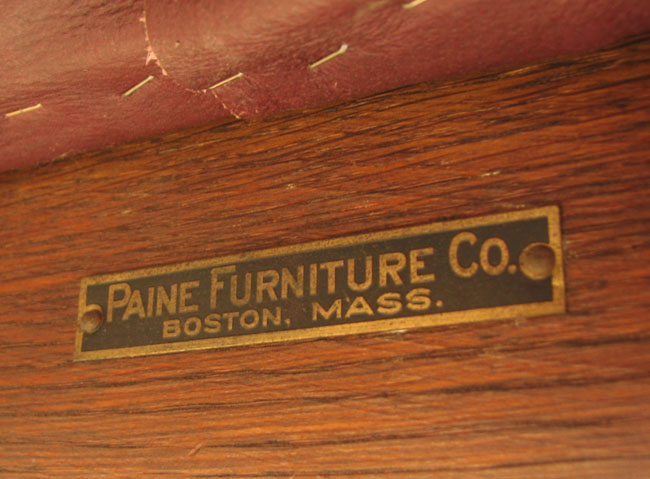 PAINE FURNITURE CO.
BOSTON, MASS.